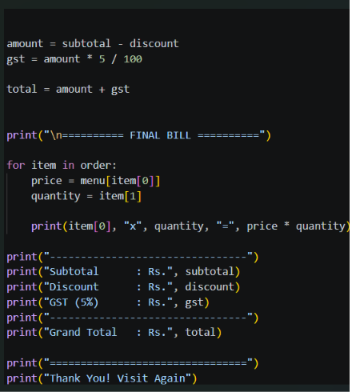 amount = subtotal - discount
gst = amount * 5 / 100
total = amount + gst
print("\n========== FINAL BILL ==========")
for item in order:
    price = menu[item[0]]
    quantity = item[1]
    print(item[0], "x", quantity, "=", price * quantity)
print("--------------------------------")
print("Subtotal      : Rs.", subtotal)
print("Discount      : Rs.", discount)
print("GST (5%)      : Rs.", gst)
print("--------------------------------")
print("Grand Total   : Rs.", total)
print("================================")
print("Thank You! Visit Again")